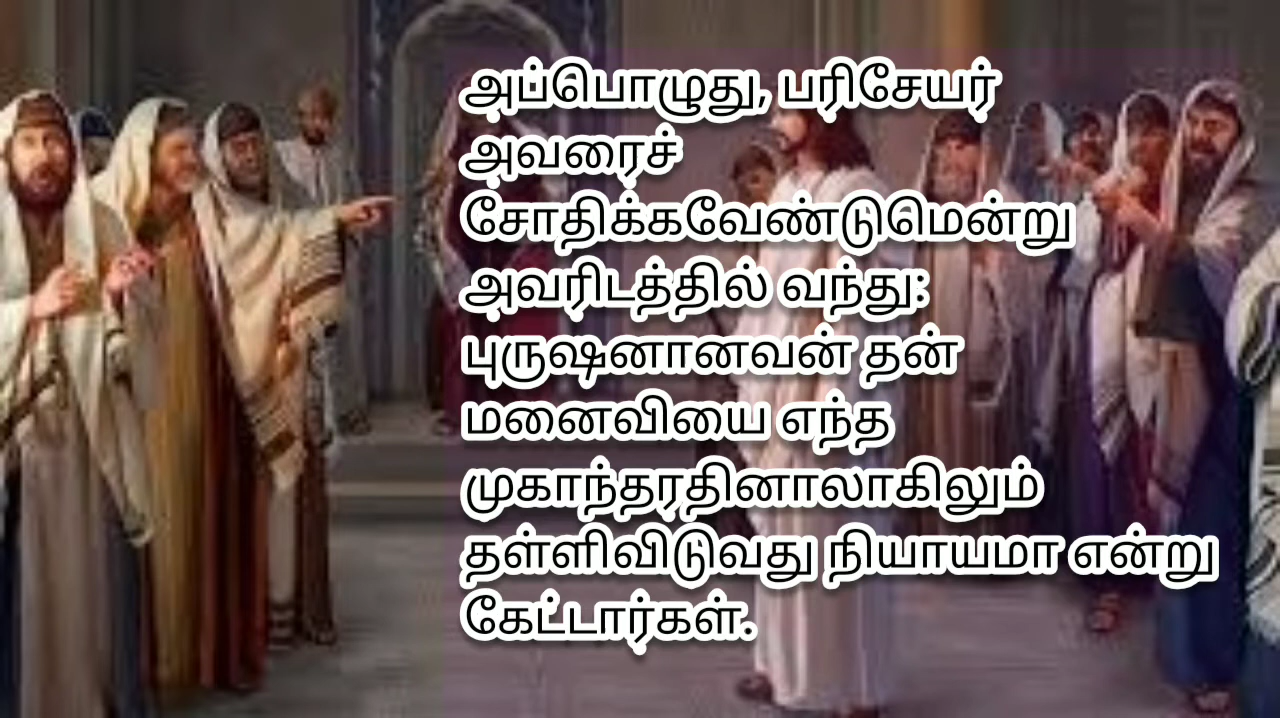 அப்பொழுது, பரிசேயர்
அவரைச்
சோதிக்கவேண்டுமென்று
அவரிடத்தில் வந்து:
புருஷனானவன் தன்
மனைவியை எந்த
முகாந்தரதினாலாகிலும்
தள்ளிவிடுவது நியாயமா என்று
கேட்டார்கள்.